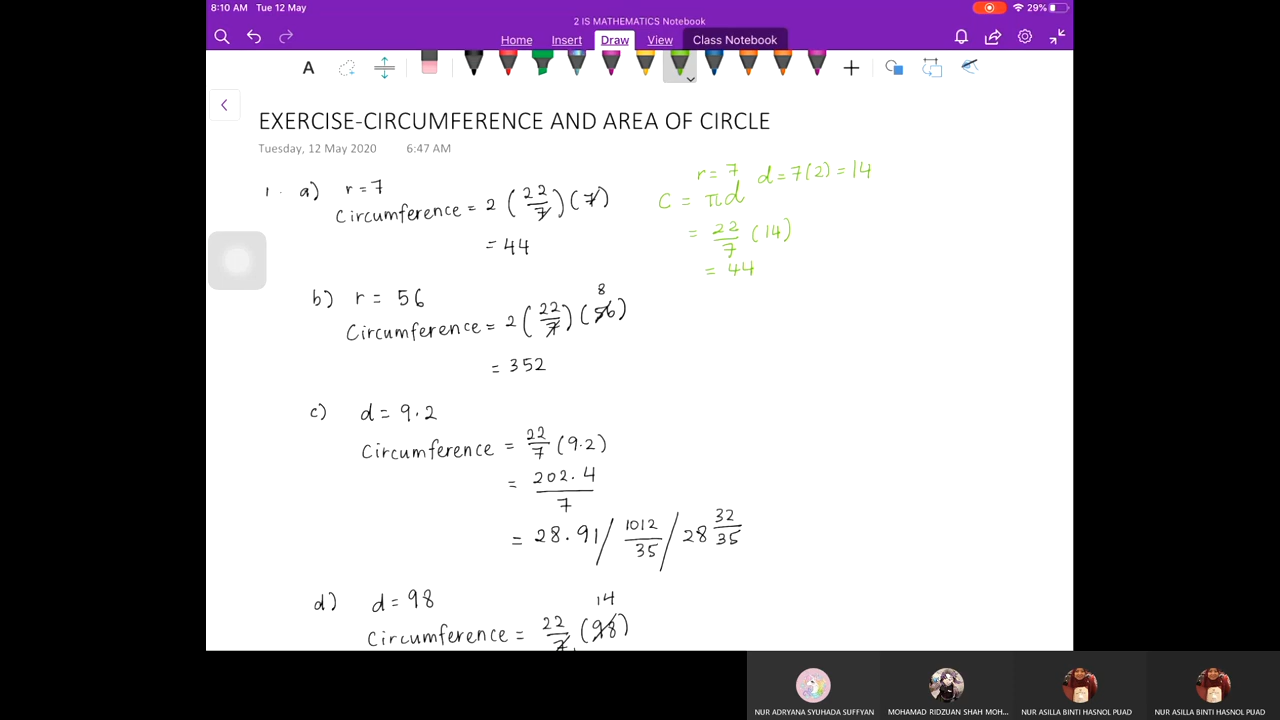 8:10 AM Tue 12 May
29%
2 IS MATHEMATICS Notebook
Home Insert Draw View Class Notebook
A
EXERCISE-CIRCUMFERENCE AND AREA OF CIRCLE
Tuesday, 12 May 2020 6:47 AM
r = 7 d = 7(2) = 14
C = πd
= 22/7 (14)
= 44
1. a) r = 7
Circumference = 2 (22/7) (7)
= 44
b) r = 56
8
Circumference = 2 (22/7) (56)
= 352
c) d = 9.2
Circumference = 22/7 (9.2)
= 202.4/7
= 28.91 / 1012/35 / 28 32/35
d) d = 98
14
Circumference = 22/7 (98)
NUR ADRYANA SYUHADA SUFFYAN
MOHAMAD RIDZUAN SHAH MOH...
NUR ASILLA BINTI HASNOL PUAD
NUR ASILLA BINTI HASNOL PUAD